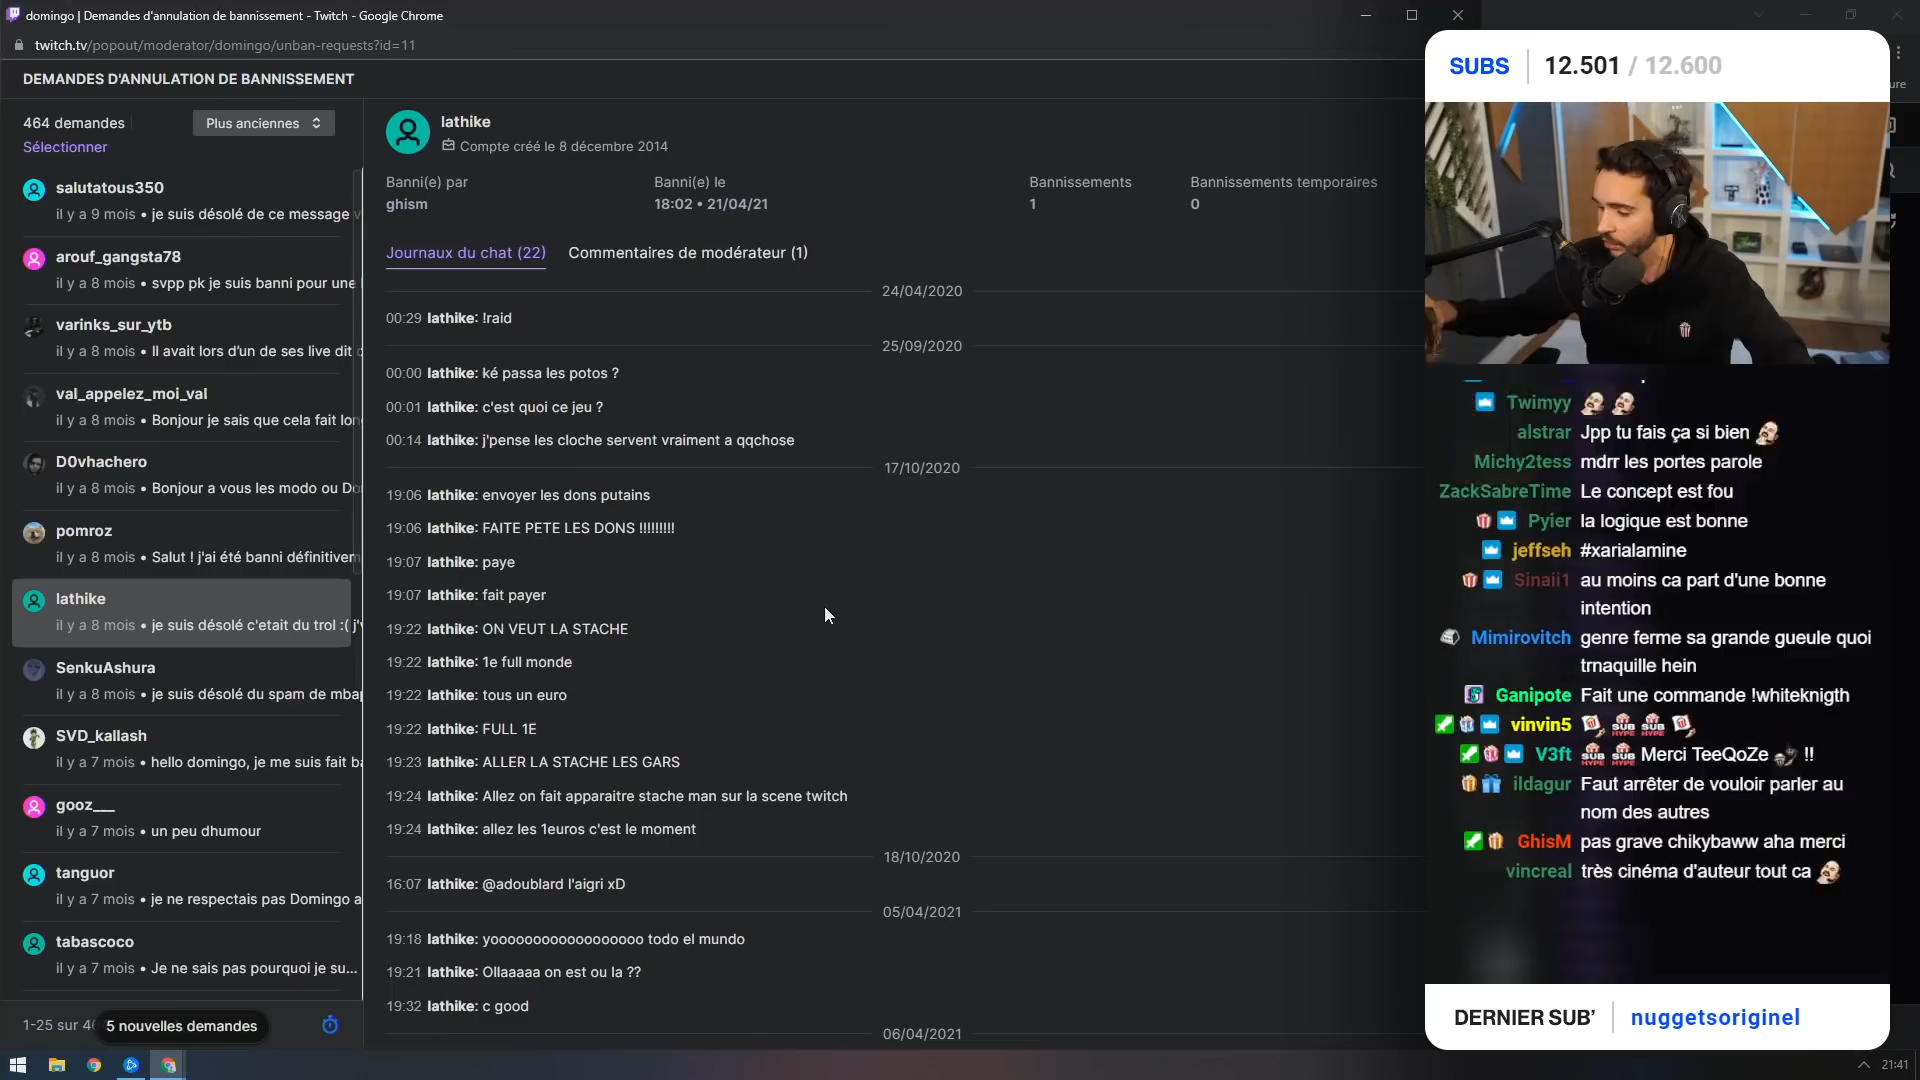 domingo | Demandes d'annulation de bannissement - Twitch - Google Chrome
twitch.tv/popout/moderator/domingo/unban-requests?id=11
DEMANDES D'ANNULATION DE BANNISSEMENT
464 demandes
Plus anciennes
Sélectionner
salutatous350
il y a 9 mois • je suis désolé de ce message
arouf_gangsta78
il y a 8 mois • svpp pk je suis banni pour une
varinks_sur_ytb
il y a 8 mois • Il avait lors d'un de ses live dit
val_appelez_moi_val
il y a 8 mois • Bonjour je sais que cela fait lon
D0vhachero
il y a 8 mois • Bonjour a vous les modo ou Do
pomroz
il y a 8 mois • Salut ! j'ai été banni définitivem
lathike
il y a 8 mois • je suis désolé c'etait du trol :( j'
SenkuAshura
il y a 8 mois • je suis désolé du spam de mbap
SVD_kallash
il y a 7 mois • hello domingo, je me suis fait ba
gooz___
il y a 7 mois • un peu dhumour
tanguor
il y a 7 mois • je ne respectais pas Domingo a
tabascoco
il y a 7 mois • Je ne sais pas pourquoi je su...
1-25 sur 4
5 nouvelles demandes
lathike
Compte créé le 8 décembre 2014
Banni(e) par
ghism
Banni(e) le
18:02 • 21/04/21
Bannissements
1
Bannissements temporaires
0
Journaux du chat (22)
Commentaires de modérateur (1)
24/04/2020
00:29 lathike: !raid
25/09/2020
00:00 lathike: ké passa les potos ?
00:01 lathike: c'est quoi ce jeu ?
00:14 lathike: j'pense les cloche servent vraiment a qqchose
17/10/2020
19:06 lathike: envoyer les dons putains
19:06 lathike: FAITE PETE LES DONS !!!!!!!!!
19:07 lathike: paye
19:07 lathike: fait payer
19:22 lathike: ON VEUT LA STACHE
19:22 lathike: 1e full monde
19:22 lathike: tous un euro
19:22 lathike: FULL 1E
19:23 lathike: ALLER LA STACHE LES GARS
19:24 lathike: Allez on fait apparaitre stache man sur la scene twitch
19:24 lathike: allez les 1euros c'est le moment
18/10/2020
16:07 lathike: @adoublard l'aigri xD
05/04/2021
19:18 lathike: yoooooooooooooooooo todo el mundo
19:21 lathike: Ollaaaaa on est ou la ??
19:32 lathike: c good
06/04/2021
SUBS 12.501 / 12.600
ure
Twimyy
alstrar Jpp tu fais ça si bien
Michy2tess mdrr les portes parole
ZackSabreTime Le concept est fou
Pyier la logique est bonne
jeffseh #xarialamine
Sinaii1 au moins ca part d'une bonne
intention
Mimirovitch genre ferme sa grande gueule quoi
trnaquille hein
Ganipote Fait une commande !whiteknigth
vinvin5 SUB HYPE SUB HYPE
V3ft SUB HYPE SUB HYPE Merci TeeQoZe !!
ildagur Faut arrêter de vouloir parler au
nom des autres
GhisM pas grave chikybaww aha merci
vincreal très cinéma d'auteur tout ca
DERNIER SUB' nuggetsoriginel
21:41